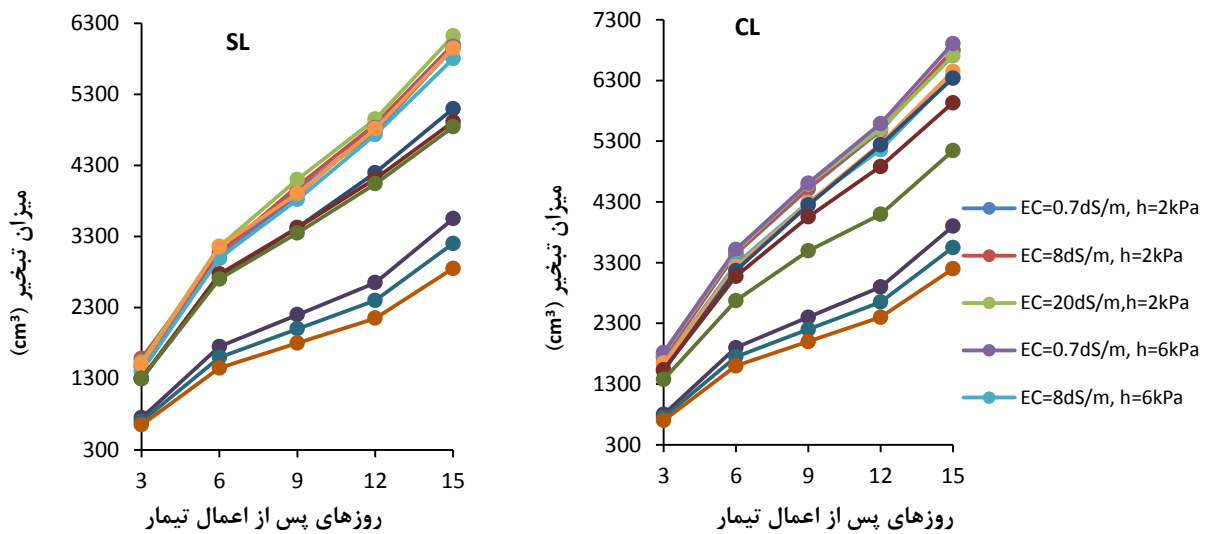 SL
6300
5300
4300
3300
2300
1300
300
میزان تبخیر (cm³)
3 6 9 12 15
روزهای پس از اعمال تیمار
CL
7300
6300
5300
4300
3300
2300
1300
300
میزان تبخیر (cm³)
3 6 9 12 15
روزهای پس از اعمال تیمار
EC=0.7dS/m, h=2kPa
EC=8dS/m, h=2kPa
EC=20dS/m,h=2kPa
EC=0.7dS/m, h=6kPa
EC=8dS/m, h=6kPa